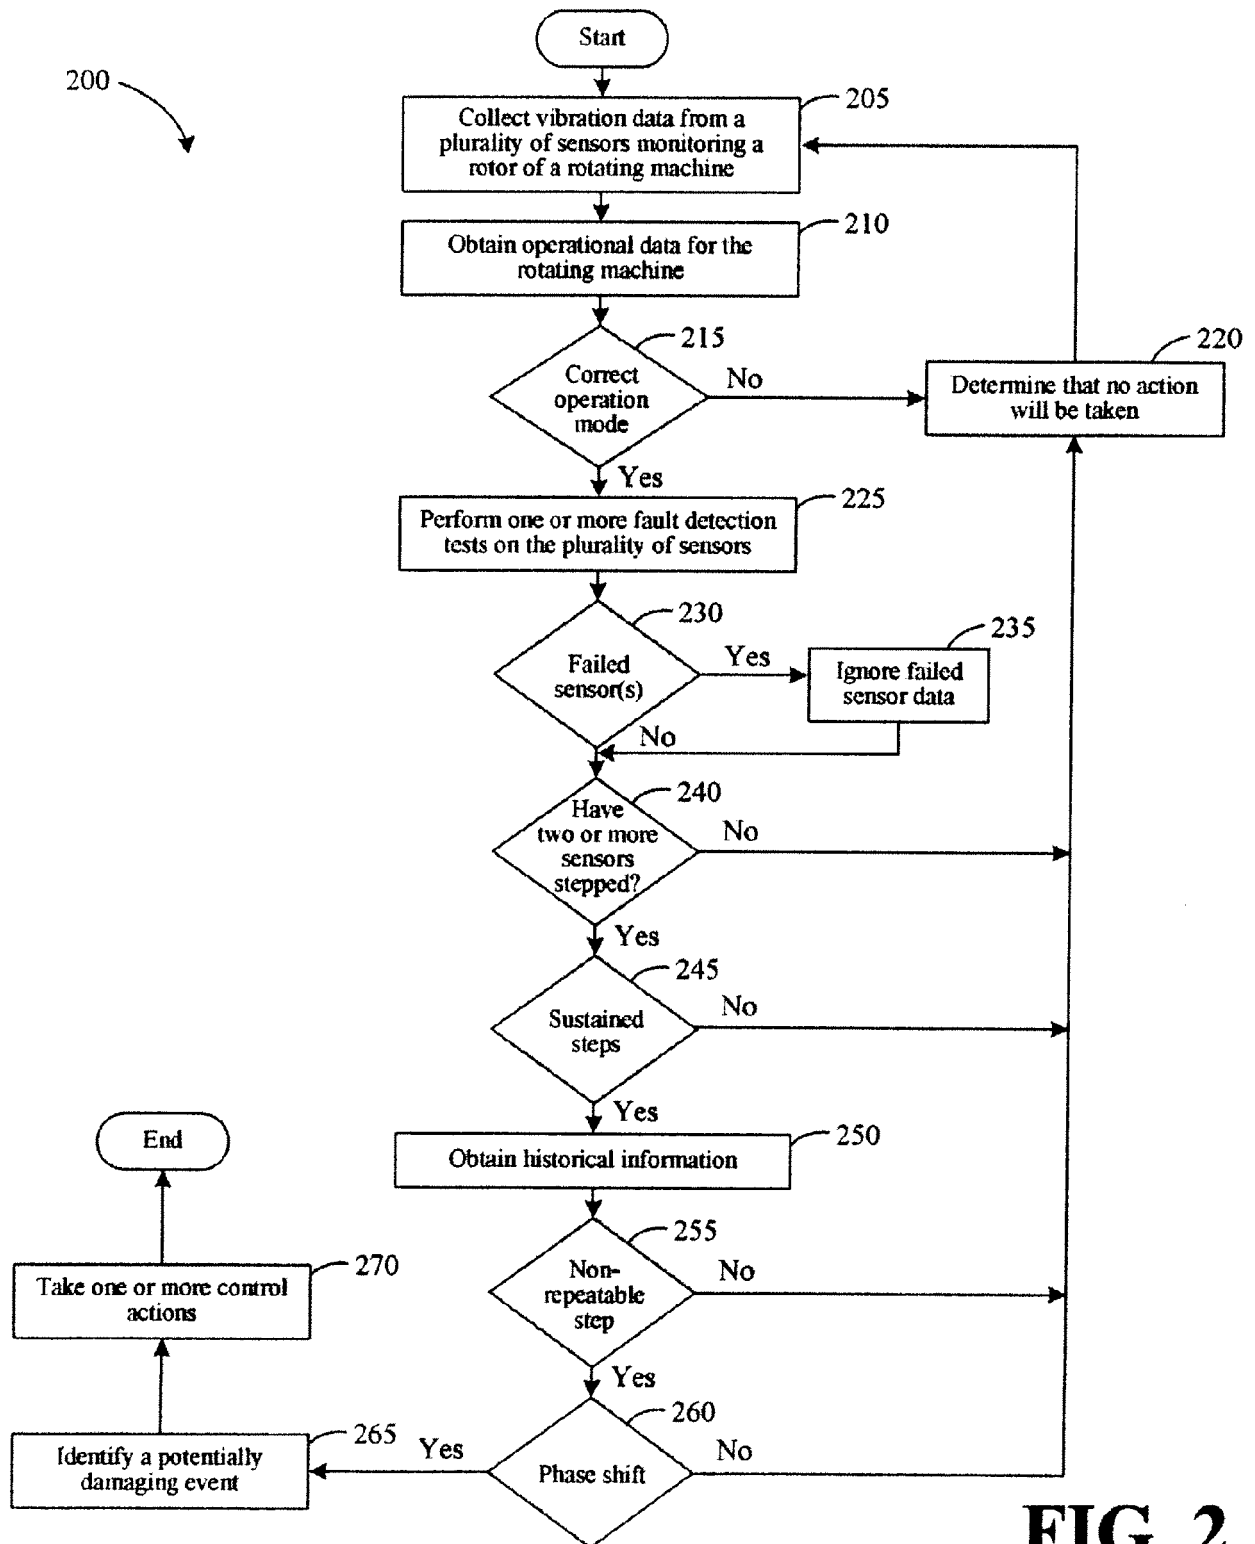 Start
200
205
Collect vibration data from a
plurality of sensors monitoring a
rotor of a rotating machine
210
Obtain operational data for the
rotating machine
215
Correct
operation
mode
No
220
Determine that no action
will be taken
Yes
225
Perform one or more fault detection
tests on the plurality of sensors
230
Failed
sensor(s)
Yes
235
Ignore failed
sensor data
No
240
Have
two or more
sensors
stepped?
No
Yes
245
Sustained
steps
No
Yes
250
Obtain historical information
255
Non-
repeatable
step
No
Yes
260
Phase shift
No
Yes
265
Identify a potentially
damaging event
270
Take one or more control
actions
End
FIG. 2